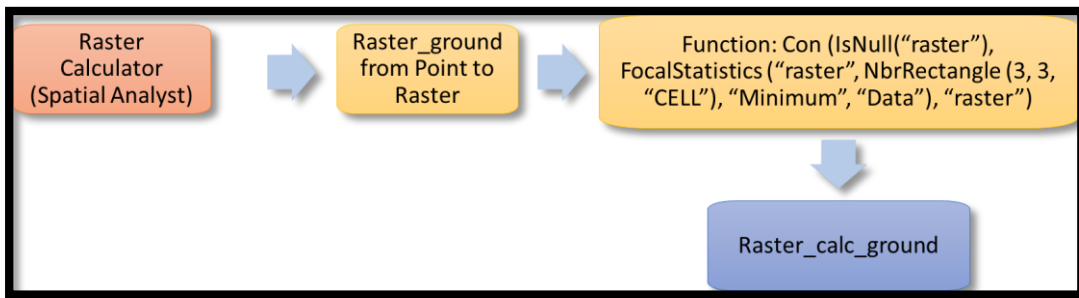 Raster
Calculator
(Spatial Analyst)
Raster_ground
from Point to
Raster
Function: Con (IsNull(“raster”),
FocalStatistics (“raster”, NbrRectangle (3, 3,
“CELL”), “Minimum”, “Data”), “raster”)
Raster_calc_ground